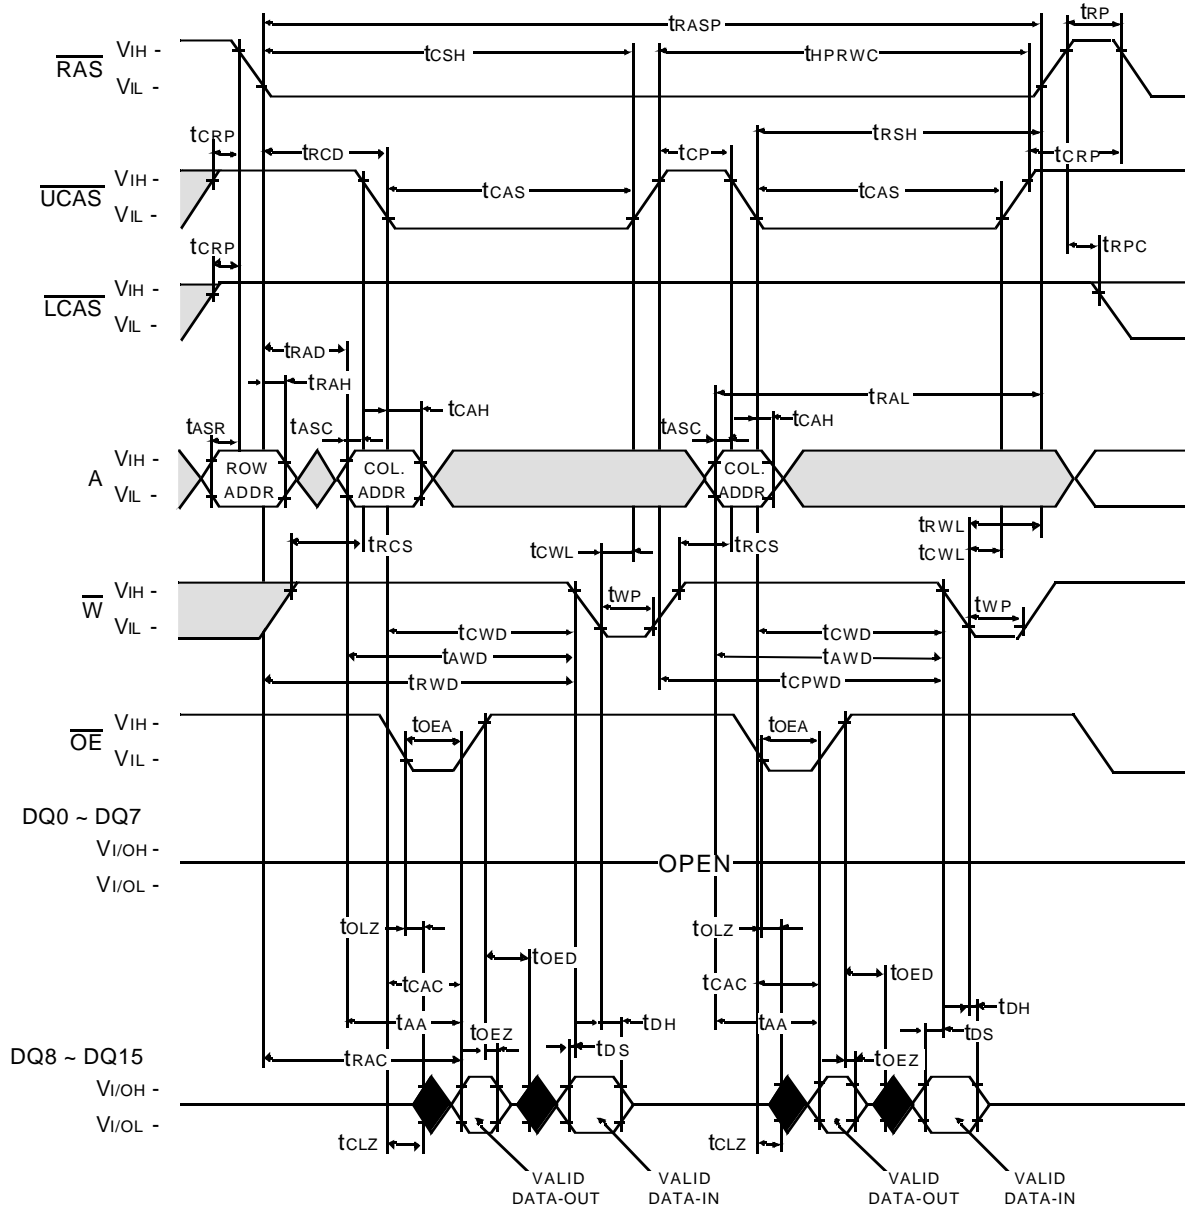 tRASP
tRP
RAS
VIH -
VIL -
tCSH
tHPRWC
tCRP
tRCD
tCP
tRSH
tCRP
UCAS
VIH -
VIL -
tCAS
tCAS
tCRP
tRPC
LCAS
VIH -
VIL -
tRAD
tRAH
tRAL
tCAH
tCAH
tASR
tASC
tASC
A
VIH -
VIL -
ROW
ADDR
COL.
ADDR
COL.
ADDR
tRWL
tRCS
tCWL
tRCS
tCWL
W
VIH -
VIL -
tWP
tWP
tCWD
tCWD
tAWD
tAWD
tRWD
tCPWD
OE
VIH -
VIL -
tOEA
tOEA
DQ0 ~ DQ7
VI/OH -
OPEN
VI/OL -
tOLZ
tOLZ
tOED
tOED
tCAC
tCAC
tDH
tAA
tOEZ
tDH
tAA
tDS
DQ8 ~ DQ15
tRAC
tDS
tOEZ
VI/OH -
VI/OL -
tCLZ
tCLZ
VALID
DATA-OUT
VALID
DATA-IN
VALID
DATA-OUT
VALID
DATA-IN